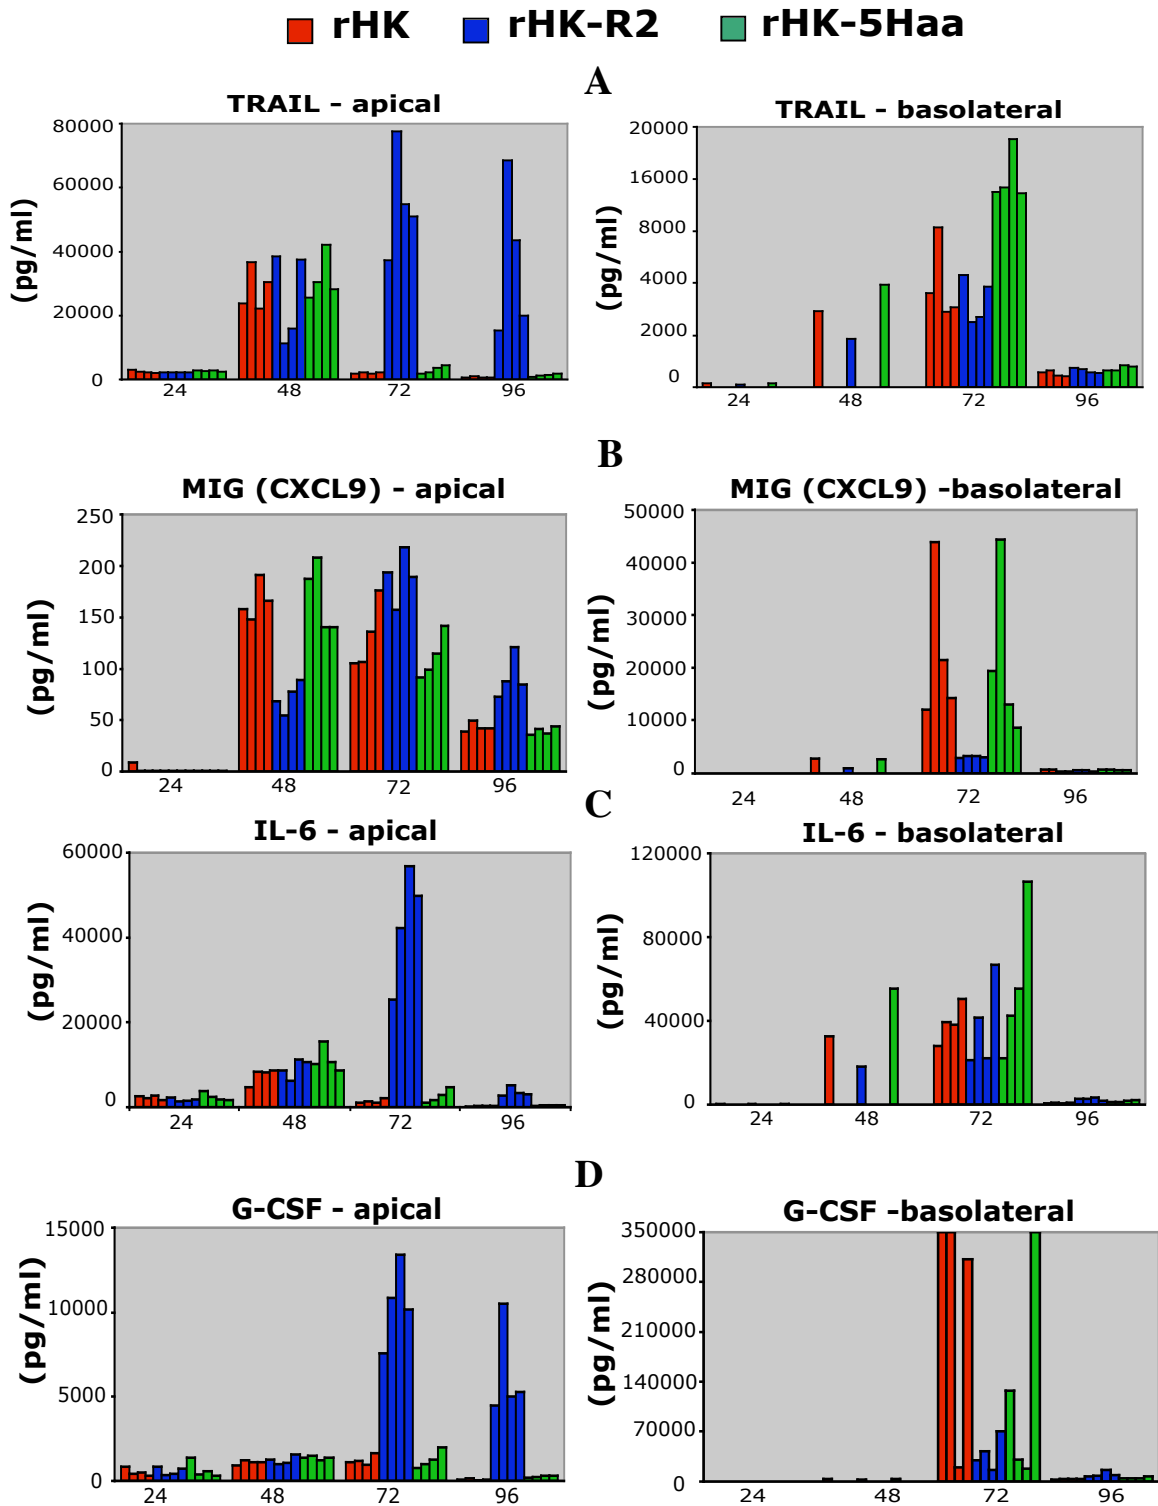 rHK rHK-R2 rHK-5Haa
A
TRAIL - apical
80000
60000
40000
20000
0
(pg/ml)
24 48 72 96
TRAIL - basolateral
20000
16000
8000
4000
2000
0
(pg/ml)
24 48 72 96
B
MIG (CXCL9) - apical
250
200
150
100
50
0
(pg/ml)
24 48 72 96
MIG (CXCL9) -basolateral
50000
40000
30000
20000
10000
0
(pg/ml)
24 48 72 96
C
IL-6 - apical
60000
40000
20000
0
(pg/ml)
24 48 72 96
IL-6 - basolateral
120000
80000
40000
0
(pg/ml)
24 48 72 96
D
G-CSF - apical
15000
10000
5000
0
(pg/ml)
24 48 72 96
G-CSF -basolateral
350000
280000
210000
140000
70000
0
(pg/ml)
24 48 72 96